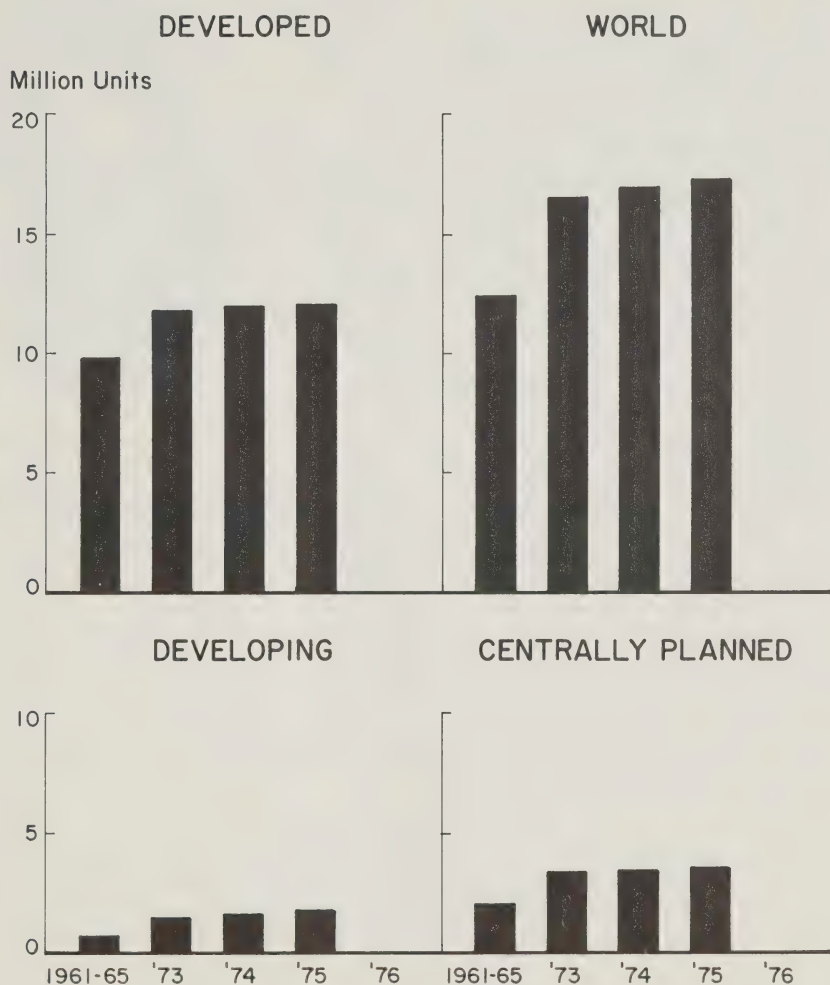 DEVELOPED
WORLD
Million Units
20
15
10
5
0
DEVELOPING
CENTRALLY PLANNED
10
5
0
1961-65 '73 '74 '75 '76
1961-65 '73 '74 '75 '76